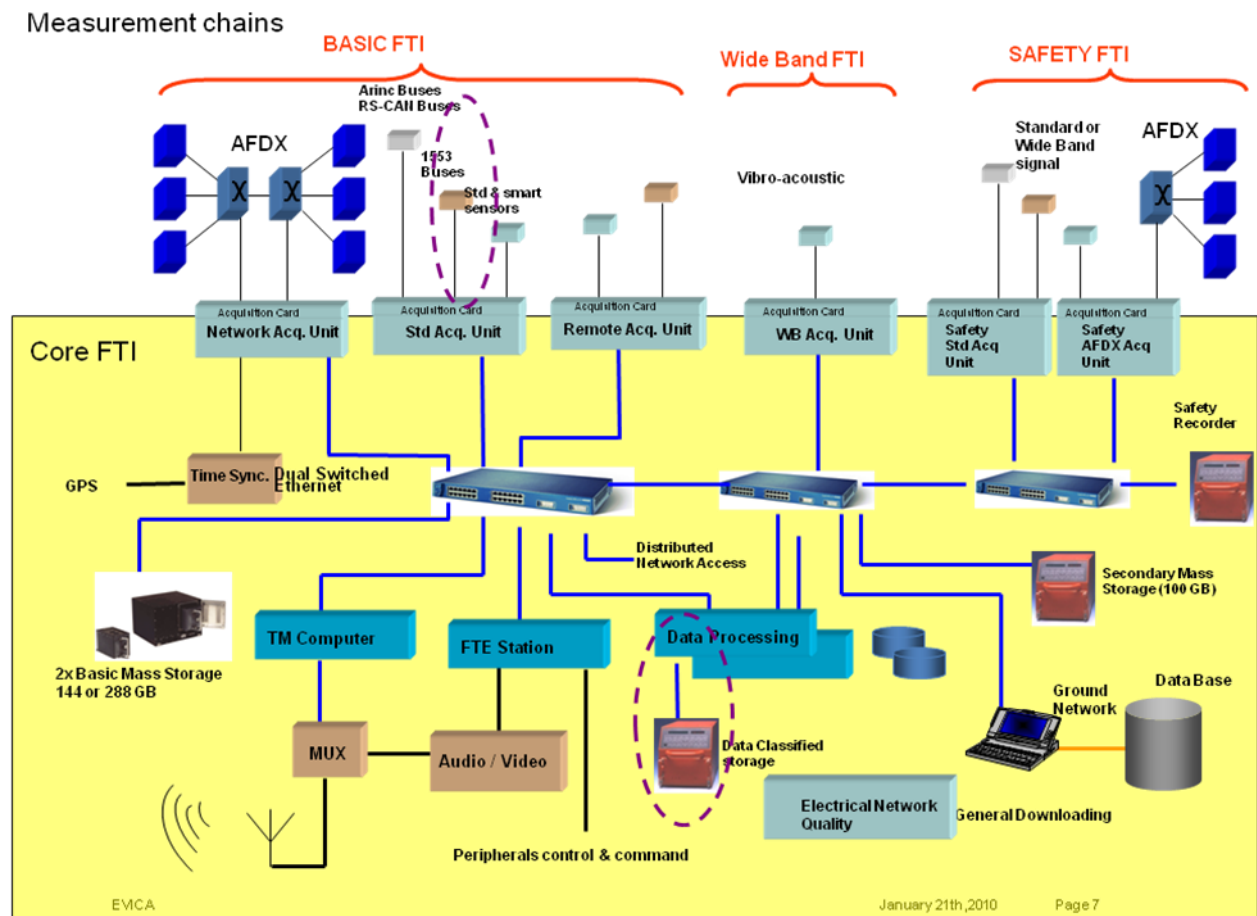 Measurement chains
BASIC FTI
Wide Band FTI
SAFETY FTI
Arinc Buses
RS-CAN Buses
AFDX
1553
Buses
Std & smart
sensors
Vibro-acoustic
Standard or
Wide Band
signal
AFDX
X
X
X
Acquisition Card
Network Acq. Unit
Acquisition Card
Std Acq. Unit
Acquisition Card
Remote Acq. Unit
Acquisition Card
WB Acq. Unit
Acquisition Card
Safety
Std Acq
Unit
Acquisition Card
Safety
AFDX Acq
Unit
Core FTI
Safety
Recorder
GPS
Time Sync.
Dual Switched
Ethernet
Distributed
Network Access
Secondary Mass
Storage (100 GB)
TM Computer
FTE Station
Data Processing
2x Basic Mass Storage
144 or 288 GB
Ground
Network
Data Base
MUX
Audio / Video
Data Classified
storage
Electrical Network
Quality
General Downloading
Peripherals control & command
EMCA
January 21th,2010
Page 7